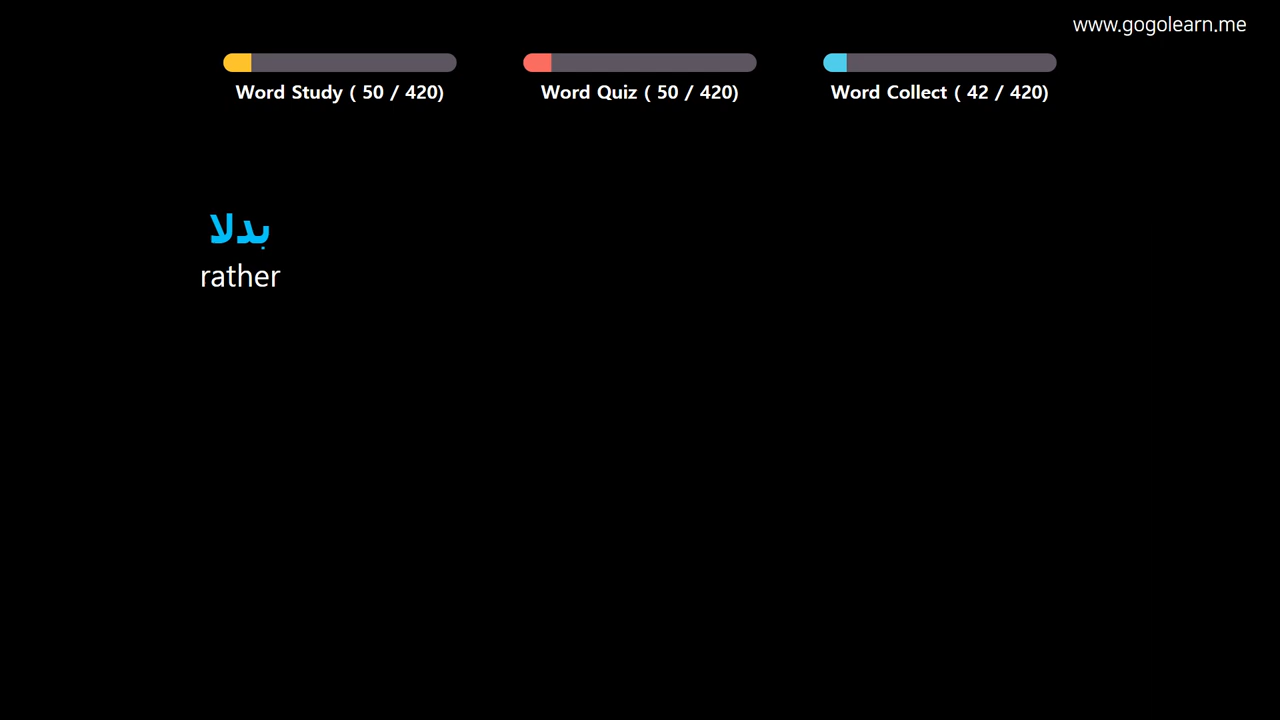 www.gogolearn.me
Word Study ( 50 / 420)
Word Quiz ( 50 / 420)
Word Collect ( 42 / 420)
بدلا
rather